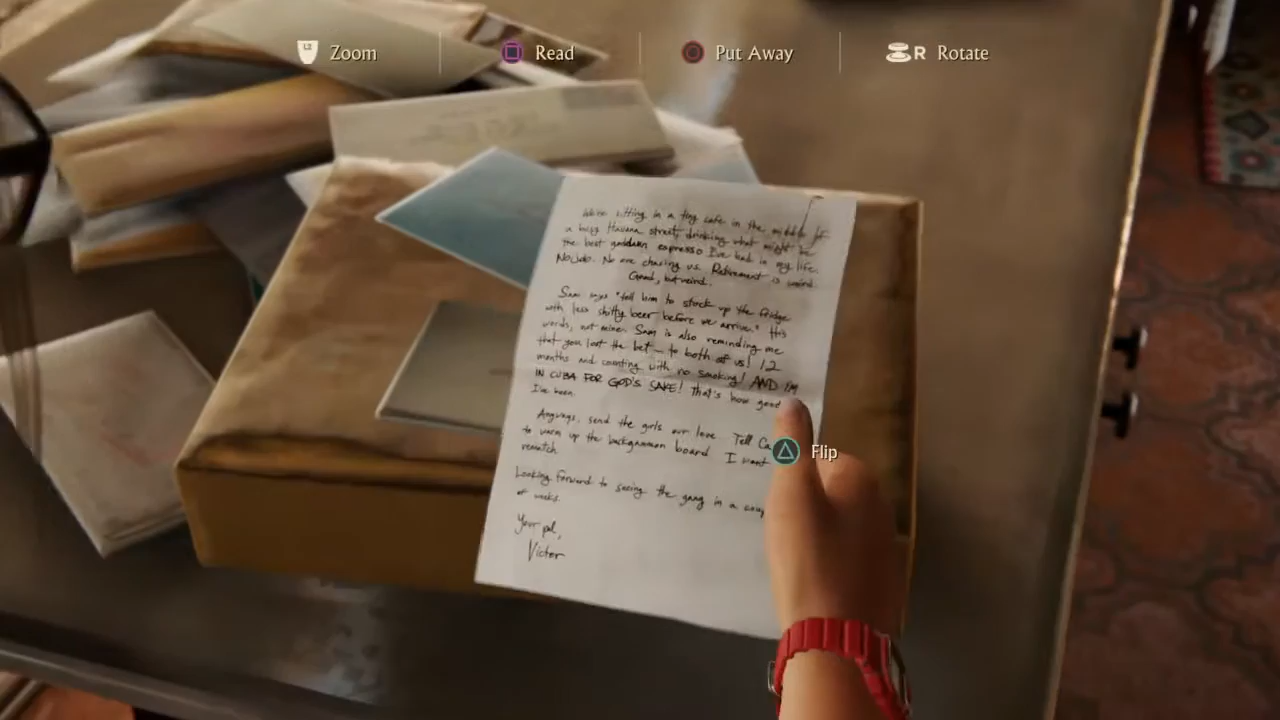 L2 Zoom
Read
Put Away
R Rotate
We're sitting in a tiny cafe in the middle of
a busy Havana street, drinking what might be
the best goddamn espresso I've had in my life.
No jobs. No one chasing us. Retirement is weird.
Good, but weird.
Sam says "tell him to stock up the fridge
with less shitty beer before we arrive." His
words, not mine. Sam is also reminding me
that you lost the bet — to both of us! 12
months and counting with no smoking! AND I'm
IN CUBA FOR GOD'S SAKE! That's how good
I've been.
Anyways, send the girls our love. Tell Ca
to warm up the backgammon board. I want
rematch.
Flip
Looking forward to seeing the gang in a coup
of weeks.
Your pal,
Victor